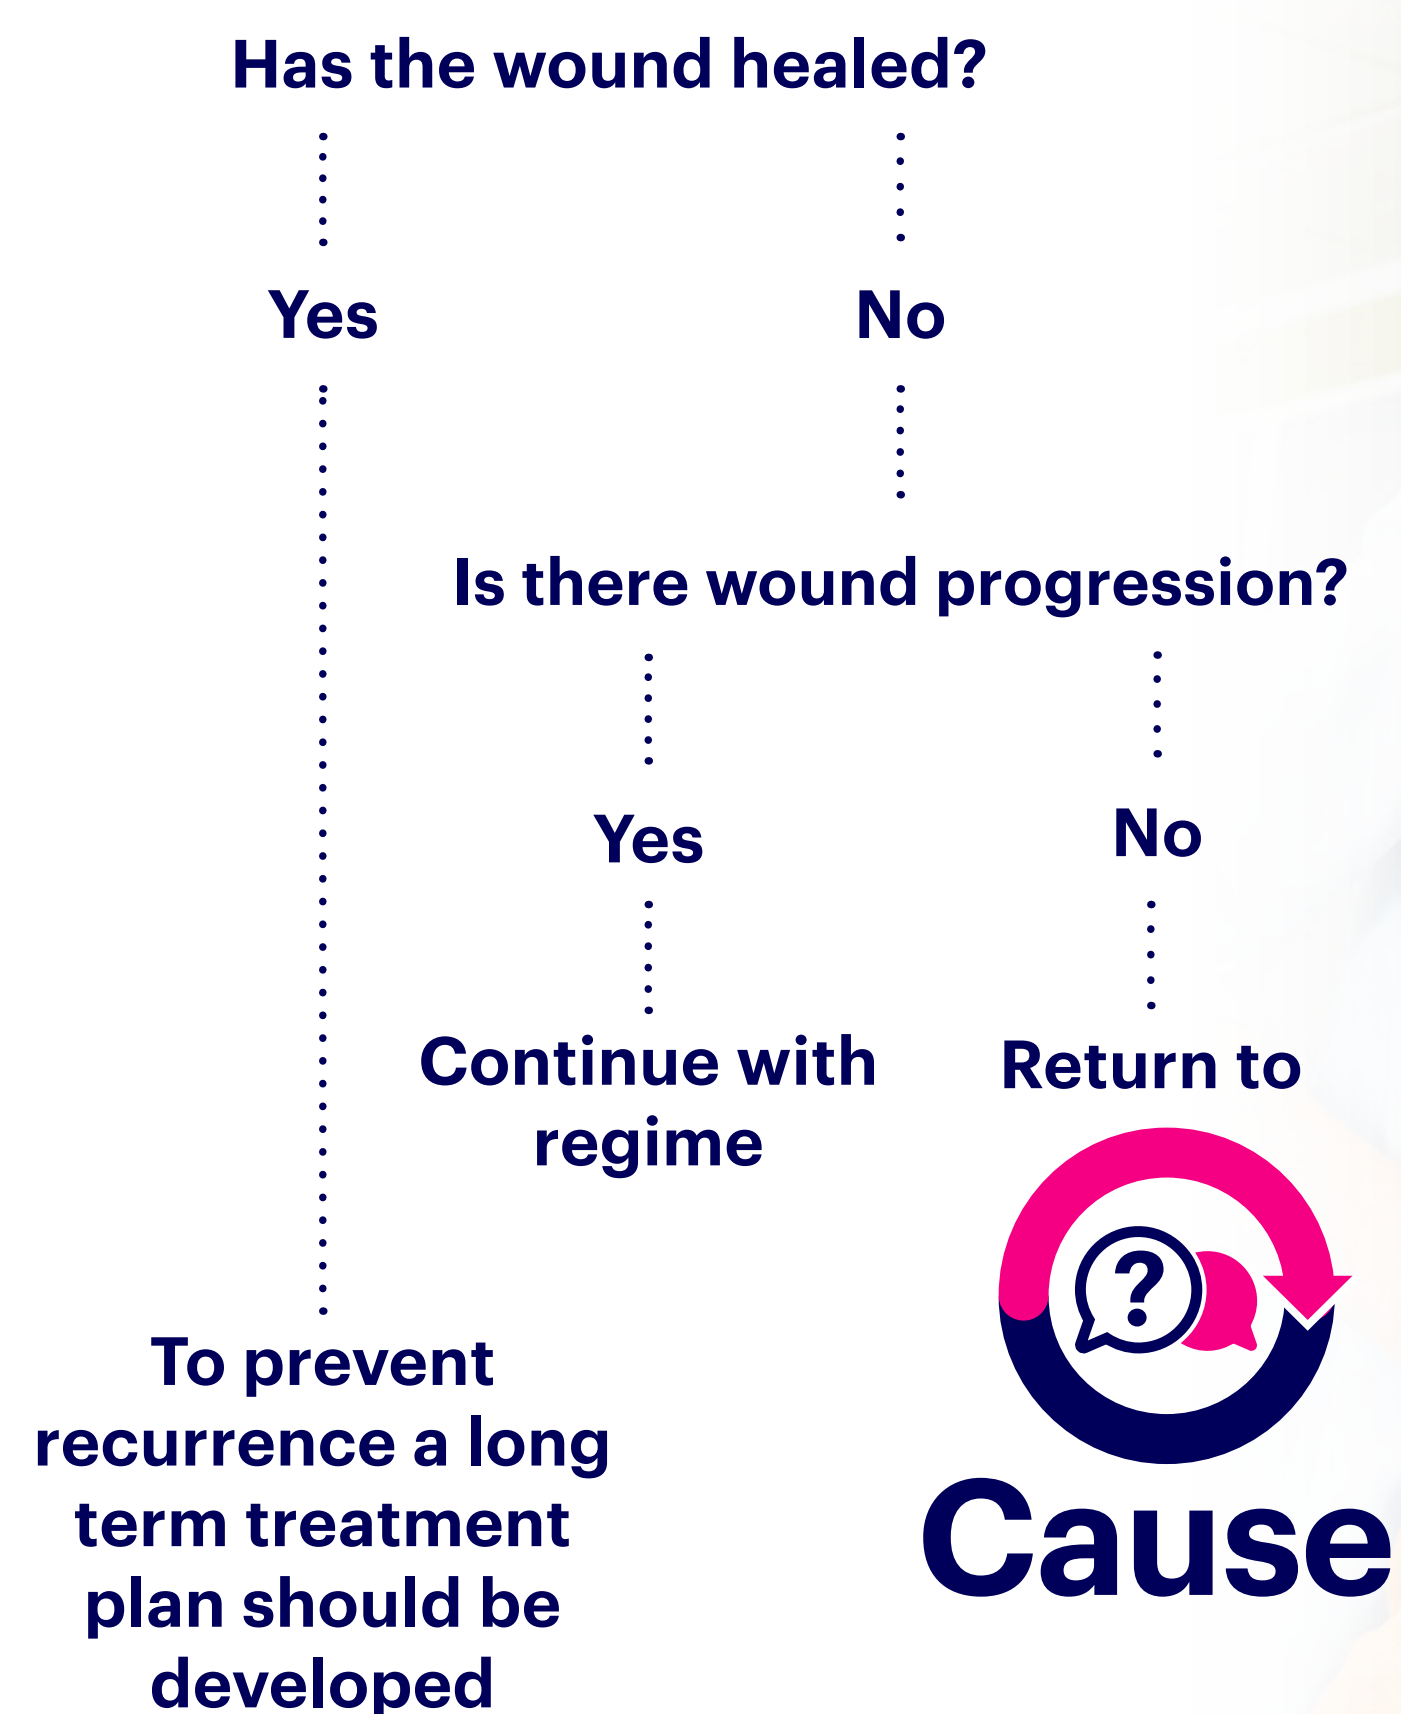 Has the wound healed?
Yes
No
Is there wound progression?
Yes
No
Continue with
regime
Return to
?
Cause
To prevent
recurrence a long
term treatment
plan should be
developed